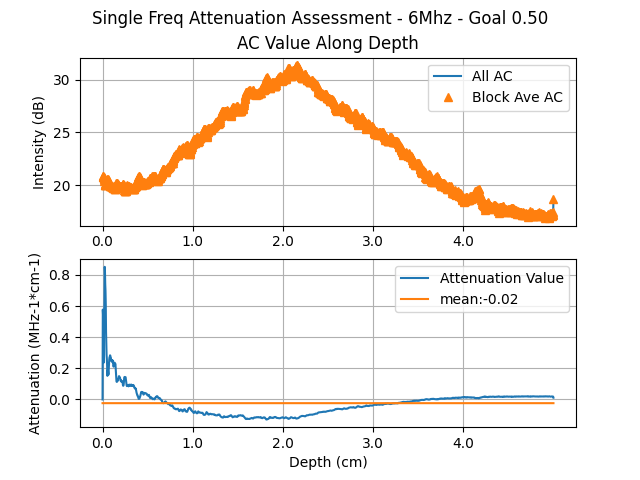 Single Freq Attenuation Assessment - 6Mhz - Goal 0.50
AC Value Along Depth
Intensity (dB)
30
25
20
All AC
Block Ave AC
0.0 1.0 2.0 3.0 4.0
Attenuation (MHz-1*cm-1)
0.8
0.6
0.4
0.2
0.0
Attenuation Value
mean:-0.02
0.0 1.0 2.0 3.0 4.0
Depth (cm)